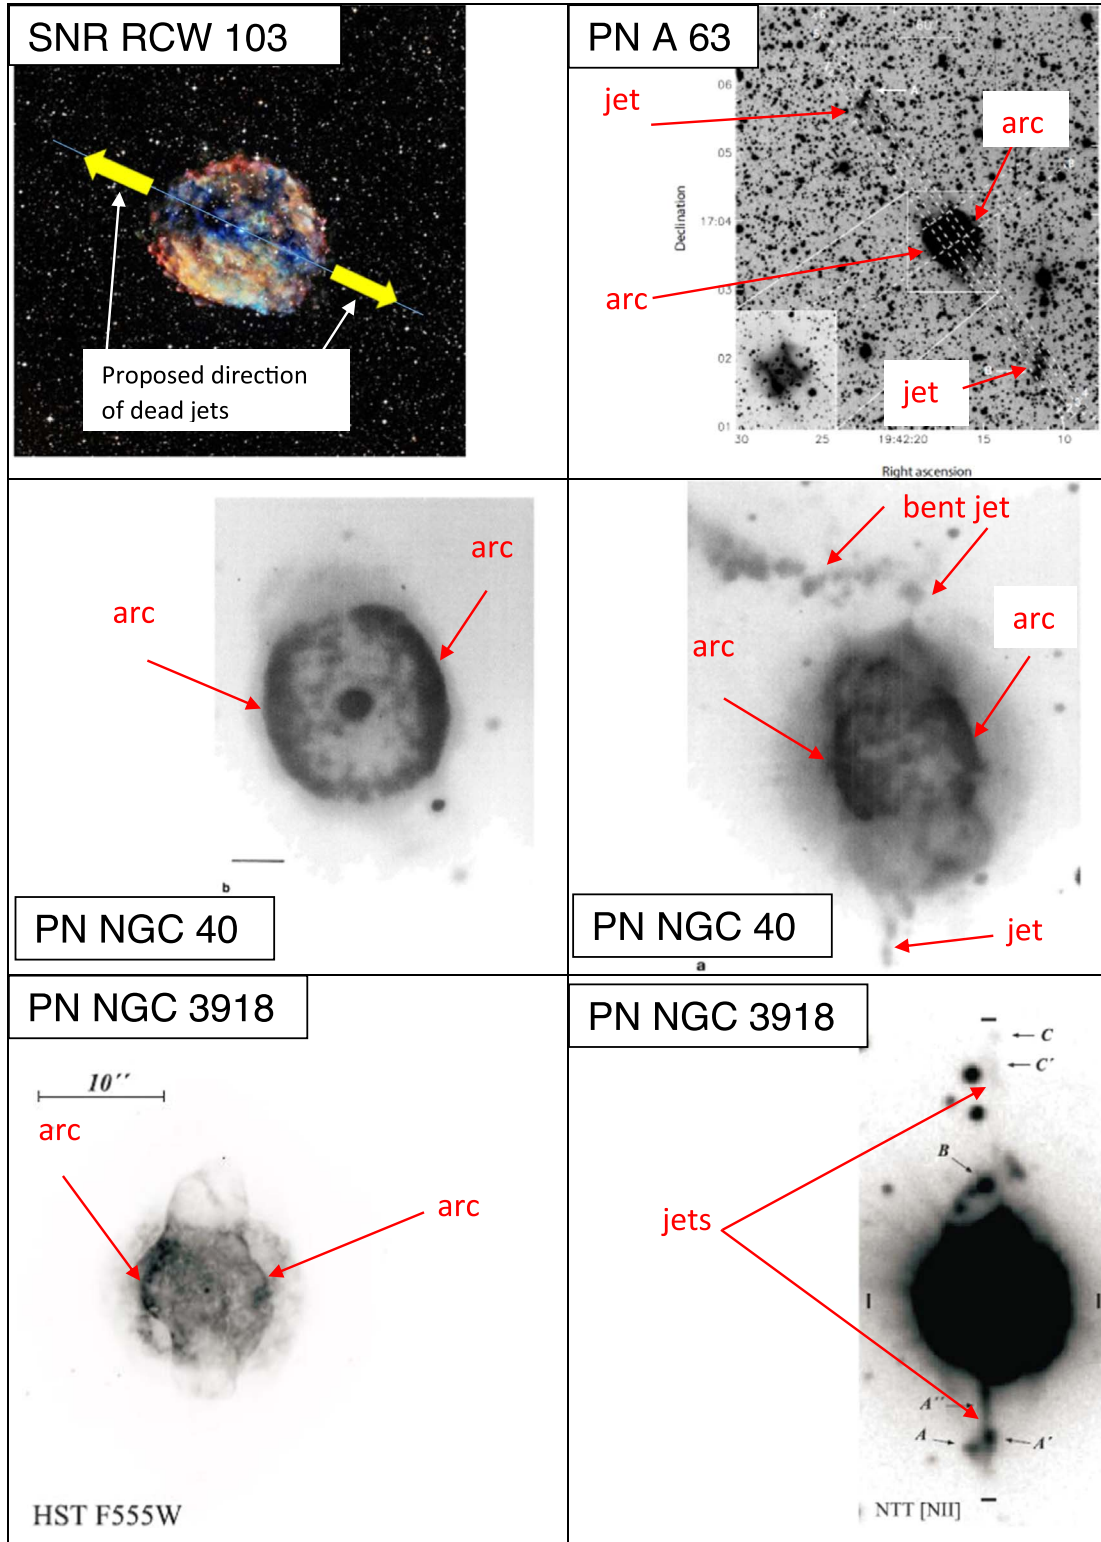 SNR RCW 103
Proposed direction
of dead jets
PN A 63
jet
arc
arc
jet
06
05
17:04
03
02
01
Declination
30
25
19:42:20
15
10
Right ascension
arc
arc
b
PN NGC 40
bent jet
arc
arc
jet
PN NGC 40
a
PN NGC 3918
10′′
arc
arc
HST F555W
PN NGC 3918
C
C′
B
jets
A′′
A
A′
NTT [NII]